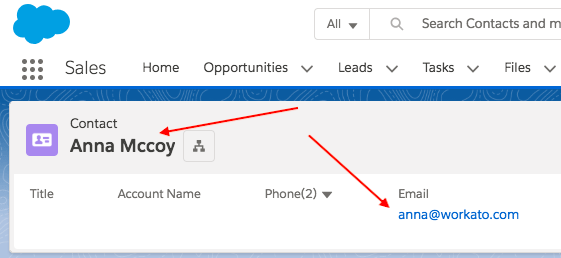 All Search Contacts and m
Sales Home Opportunities Leads Tasks Files
Contact
Anna Mccoy
Title Account Name Phone(2) Email
anna@workato.com